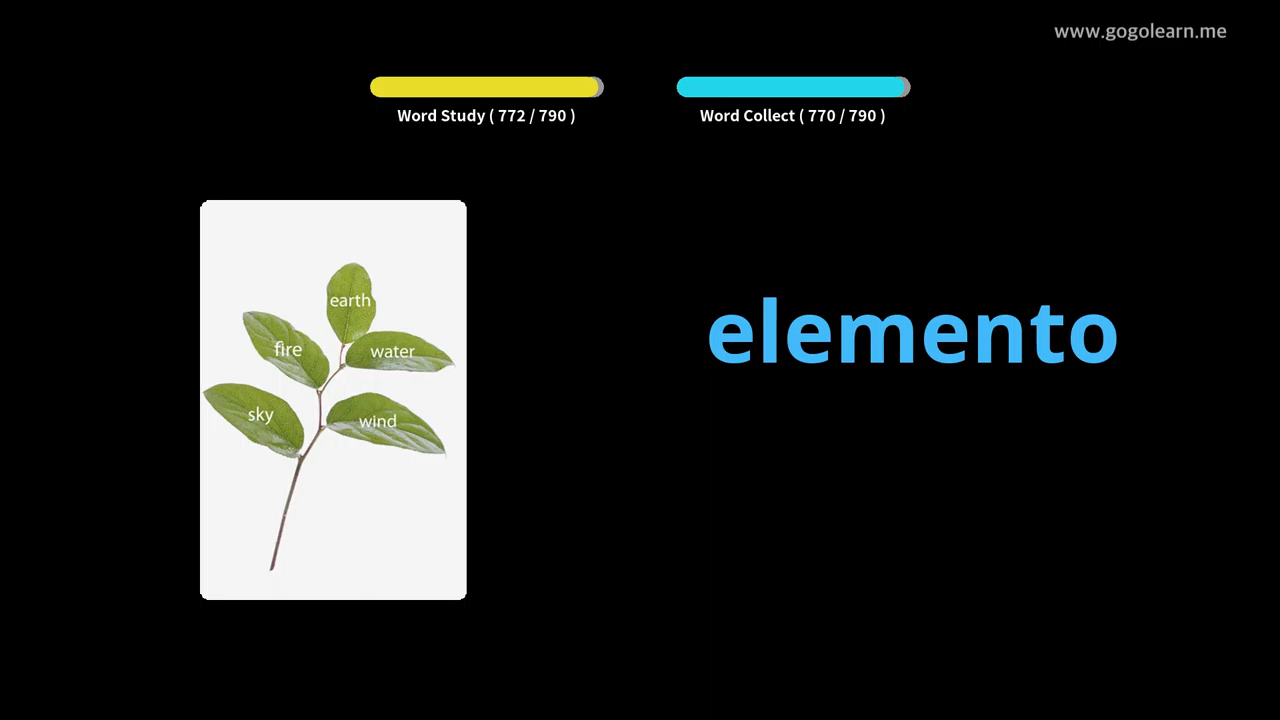 www.gogolearn.me
Word Study ( 772 / 790 )
Word Collect ( 770 / 790 )
earth
fire
water
sky
wind
elemento